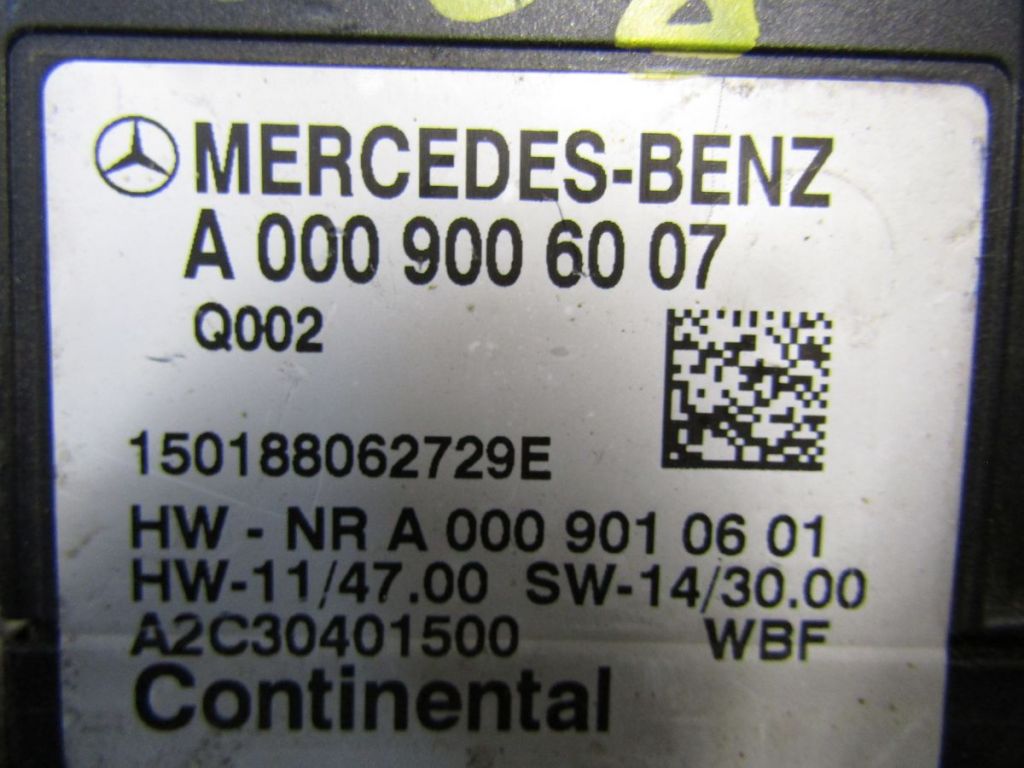 MERCEDES-BENZ
A 000 900 60 07
Q002
150188062729E
HW - NR A 000 901 06 01
HW-11/47.00 SW-14/30.00
A2C30401500 WBF
Continental